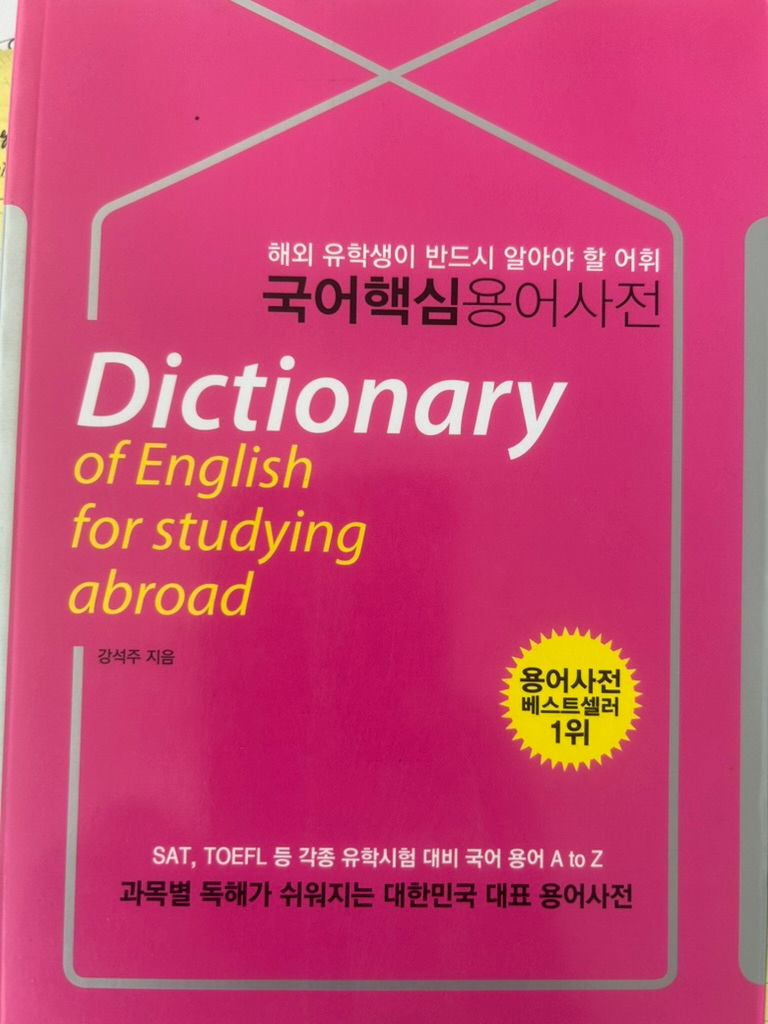 해외 유학생이 반드시 알아야 할 어휘
국어핵심용어사전
Dictionary
of English
for studying
abroad
강석주 지음
용어사전
베스트셀러
1위
SAT, TOEFL 등 각종 유학시험 대비 국어 용어 A to Z
과목별 독해가 쉬워지는 대한민국 대표 용어사전